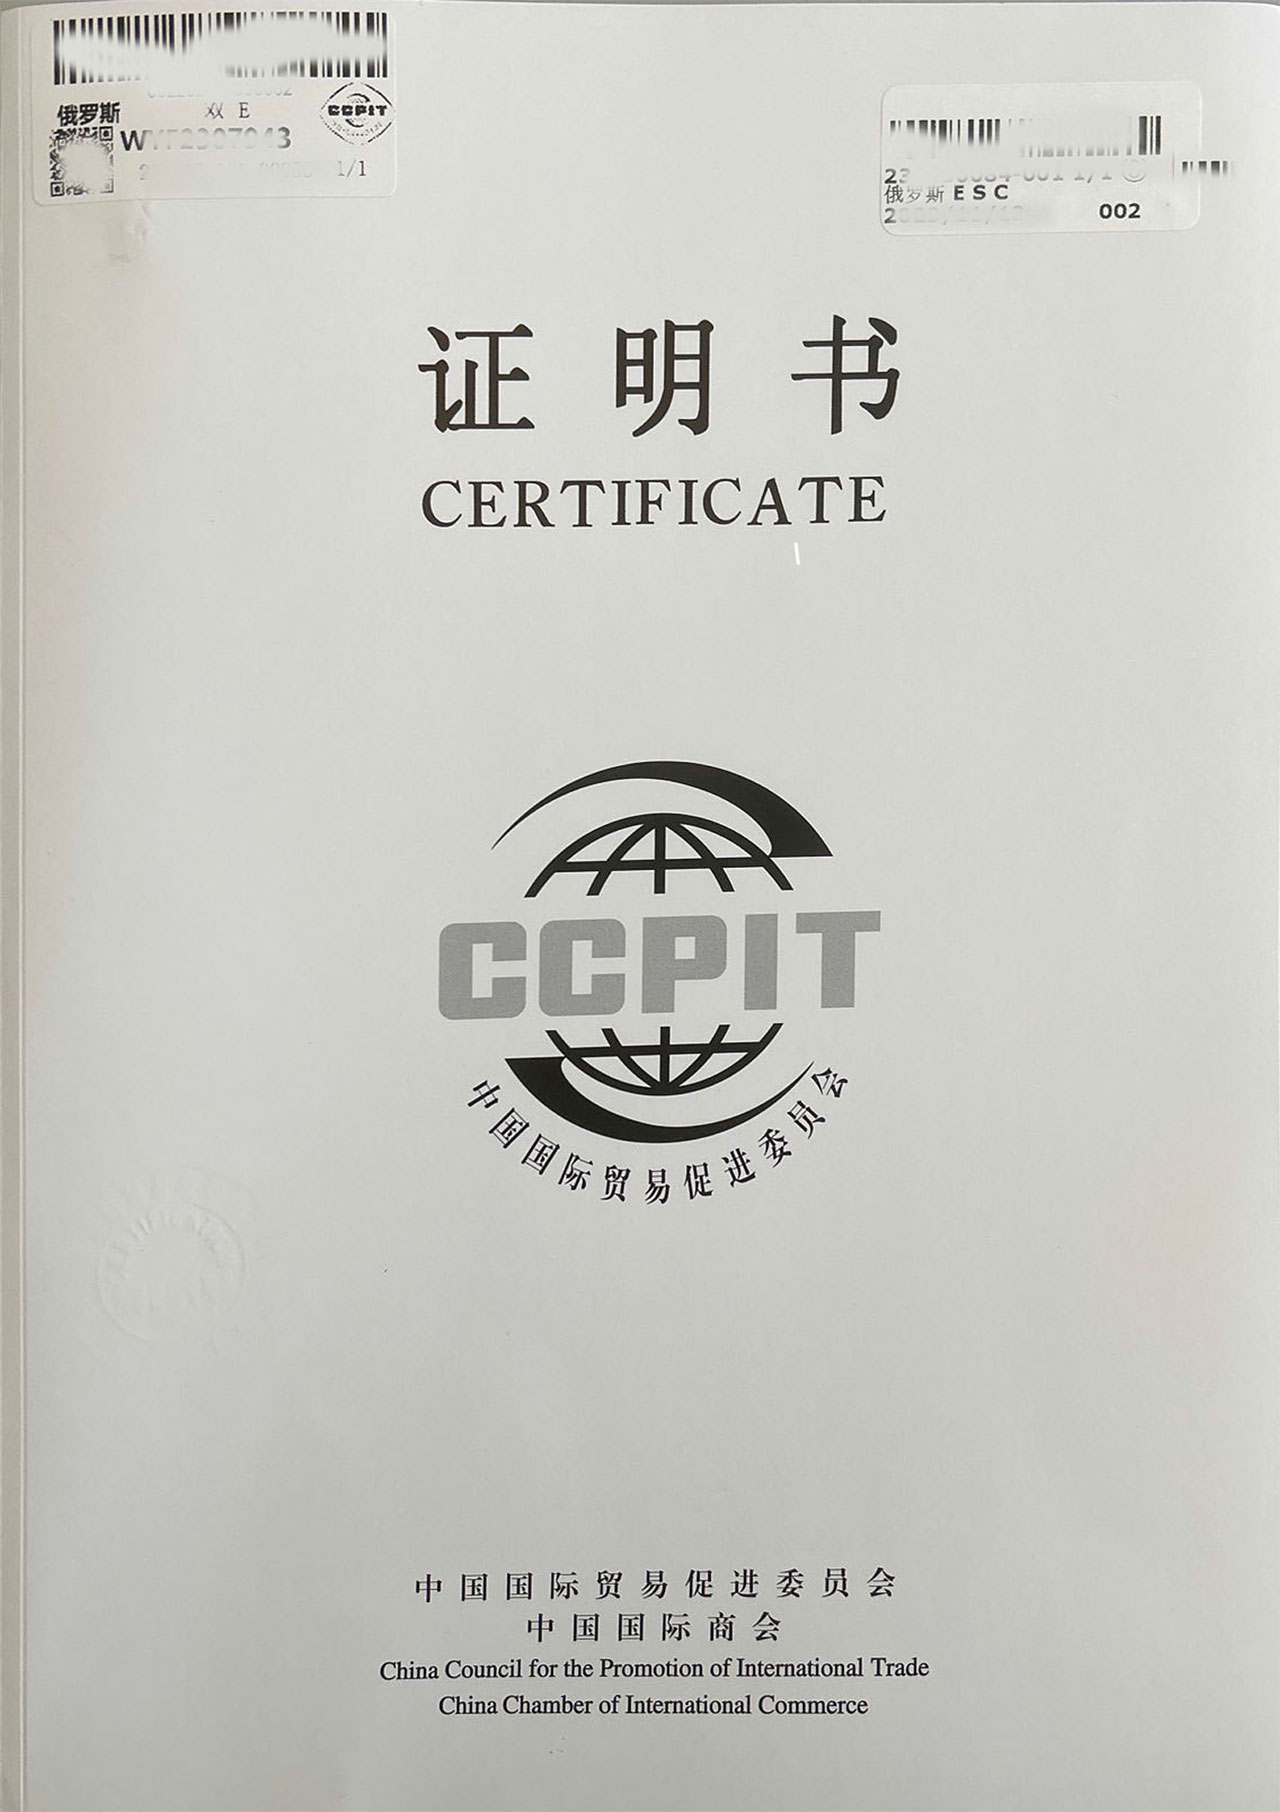 俄罗斯
双 E
CCPIT
1/1
俄罗斯 E S C
002
证明书
CERTIFICATE
CCPIT
中国国际贸易促进委员会
中国国际贸易促进委员会
中国国际商会
China Council for the Promotion of International Trade
China Chamber of International Commerce